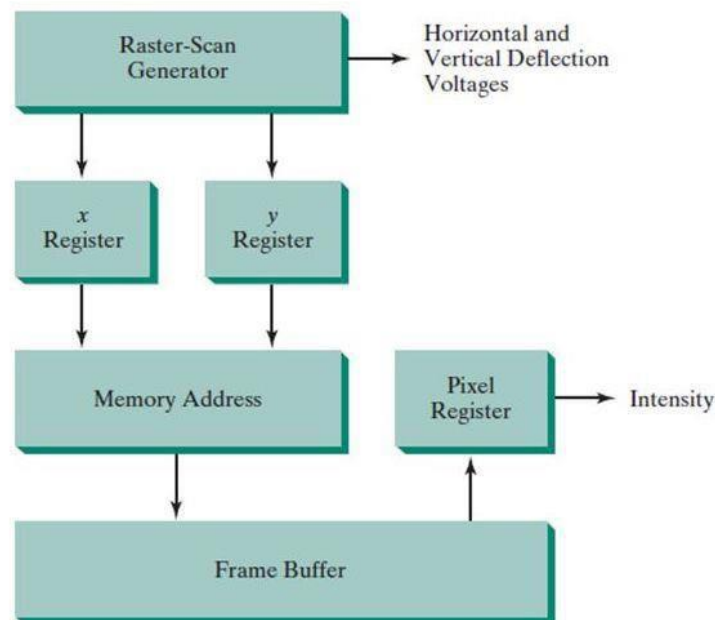 Raster-Scan
Generator
Horizontal and
Vertical Deflection
Voltages
x
Register
y
Register
Memory Address
Pixel
Register
Intensity
Frame Buffer